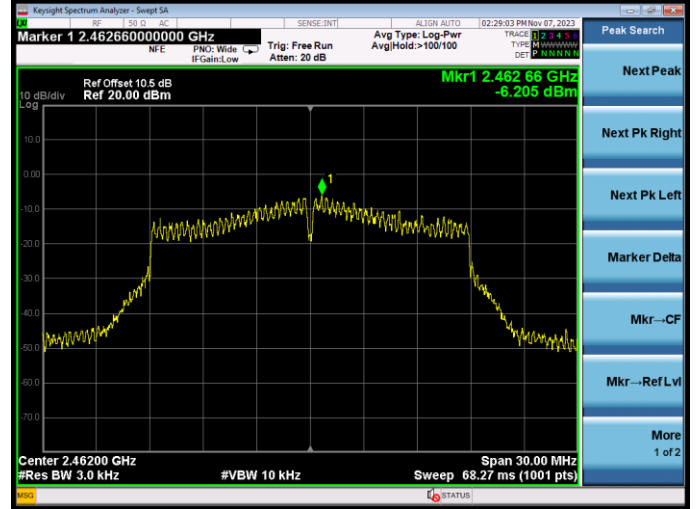 Keysight Spectrum Analyzer - Swept SA
RF 50 Ω AC SENSE:INT ALIGN AUTO 02:29:03 PM Nov 07, 2023
Marker 1 2.462660000000 GHz
NFE
PNO: Wide
IFGain:Low
Trig: Free Run
Atten: 20 dB
Avg Type: Log-Pwr
Avg|Hold:>100/100
TRACE 1 2 3 4 5 6
TYPE M W W W W W
DET P N N N N N
Peak Search
Next Peak
Next Pk Right
Next Pk Left
Marker Delta
Mkr→CF
Mkr→Ref Lvl
More
1 of 2
Mkr1 2.462 66 GHz
-6.205 dBm
Ref Offset 10.5 dB
10 dB/div Ref 20.00 dBm
Log
10.0
0.00
1
-10.0
-20.0
-30.0
-40.0
-50.0
-60.0
-70.0
Center 2.46200 GHz Span 30.00 MHz
#Res BW 3.0 kHz #VBW 10 kHz Sweep 68.27 ms (1001 pts)
MSG STATUS